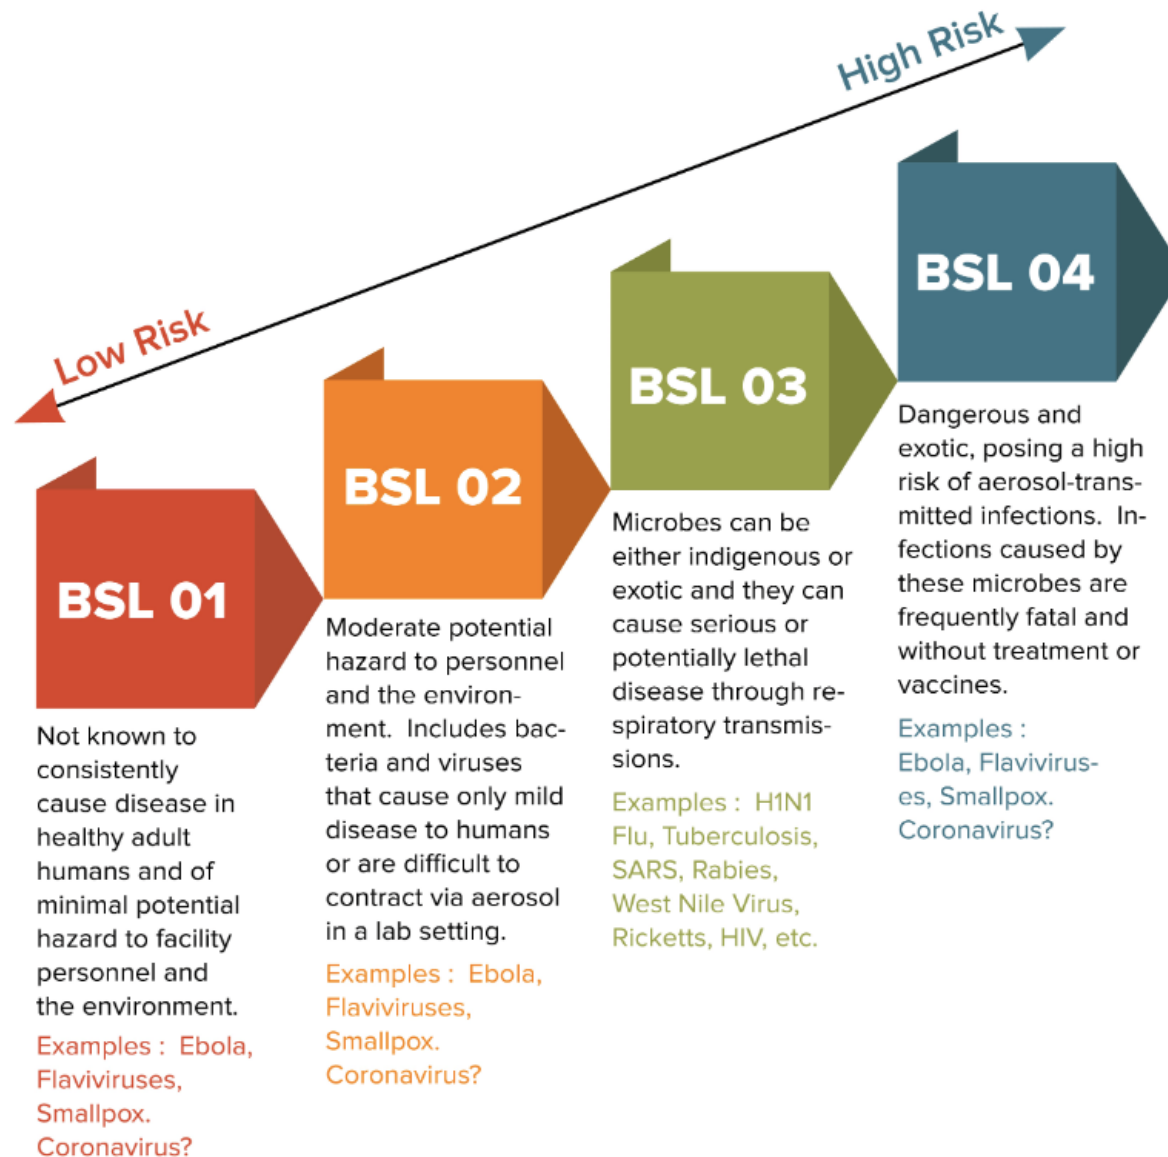 High Risk
Low Risk
BSL 01
Not known to
consistently
cause disease in
healthy adult
humans and of
minimal potential
hazard to facility
personnel and
the environment.
Examples :  Ebola,
Flaviviruses,
Smallpox.
Coronavirus?
BSL 02
Moderate potential
hazard to personnel
and the environ-
ment.  Includes bac-
teria and viruses
that cause only mild
disease to humans
or are difficult to
contract via aerosol
in a lab setting.
Examples :  Ebola,
Flaviviruses,
Smallpox.
Coronavirus?
BSL 03
Microbes can be
either indigenous or
exotic and they can
cause serious or
potentially lethal
disease through re-
spiratory transmis-
sions.
Examples :  H1N1
Flu, Tuberculosis,
SARS, Rabies,
West Nile Virus,
Ricketts, HIV, etc.
BSL 04
Dangerous and
exotic, posing a high
risk of aerosol-trans-
mitted infections.  In-
fections caused by
these microbes are
frequently fatal and
without treatment or
vaccines.
Examples :
Ebola, Flavivirus-
es, Smallpox.
Coronavirus?